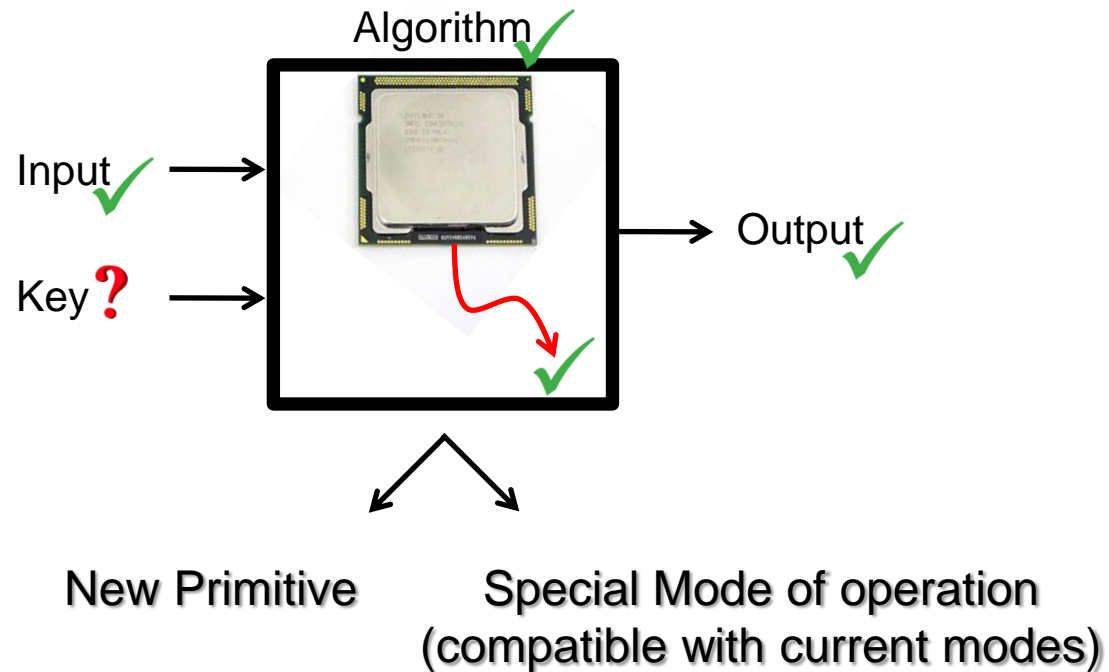 Algorithm
Input
Key ?
Output
New Primitive
Special Mode of operation
(compatible with current modes)